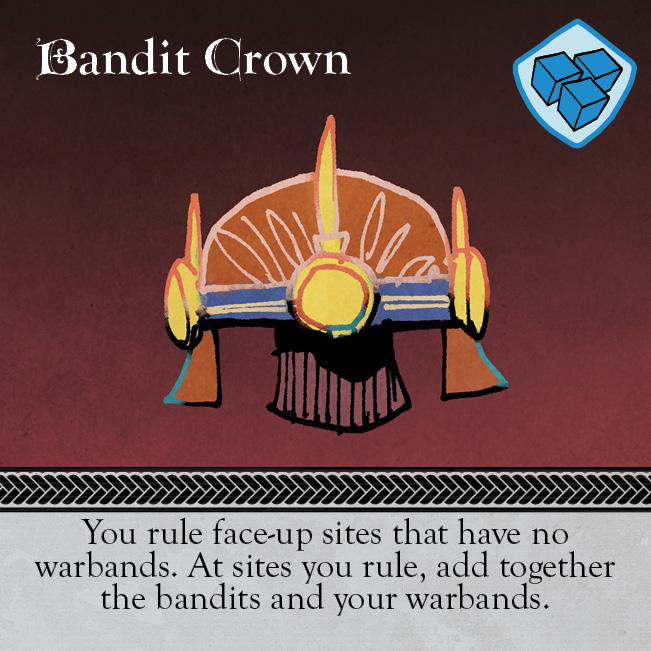 Bandit Crown
You rule face-up sites that have no
warbands. At sites you rule, add together
the bandits and your warbands.